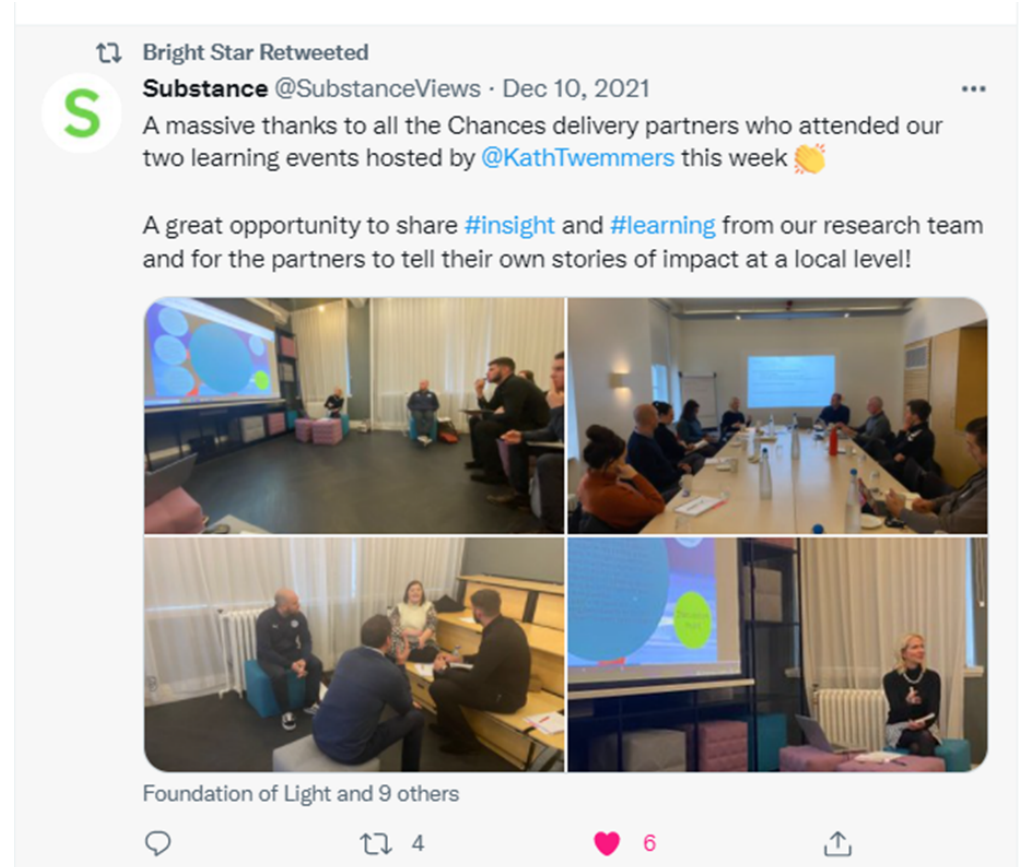 Bright Star Retweeted
S
Substance @SubstanceViews · Dec 10, 2021
A massive thanks to all the Chances delivery partners who attended our
two learning events hosted by @KathTwemmers this week 👏
A great opportunity to share #insight and #learning from our research team
and for the partners to tell their own stories of impact at a local level!
Foundation of Light and 9 others
4
6